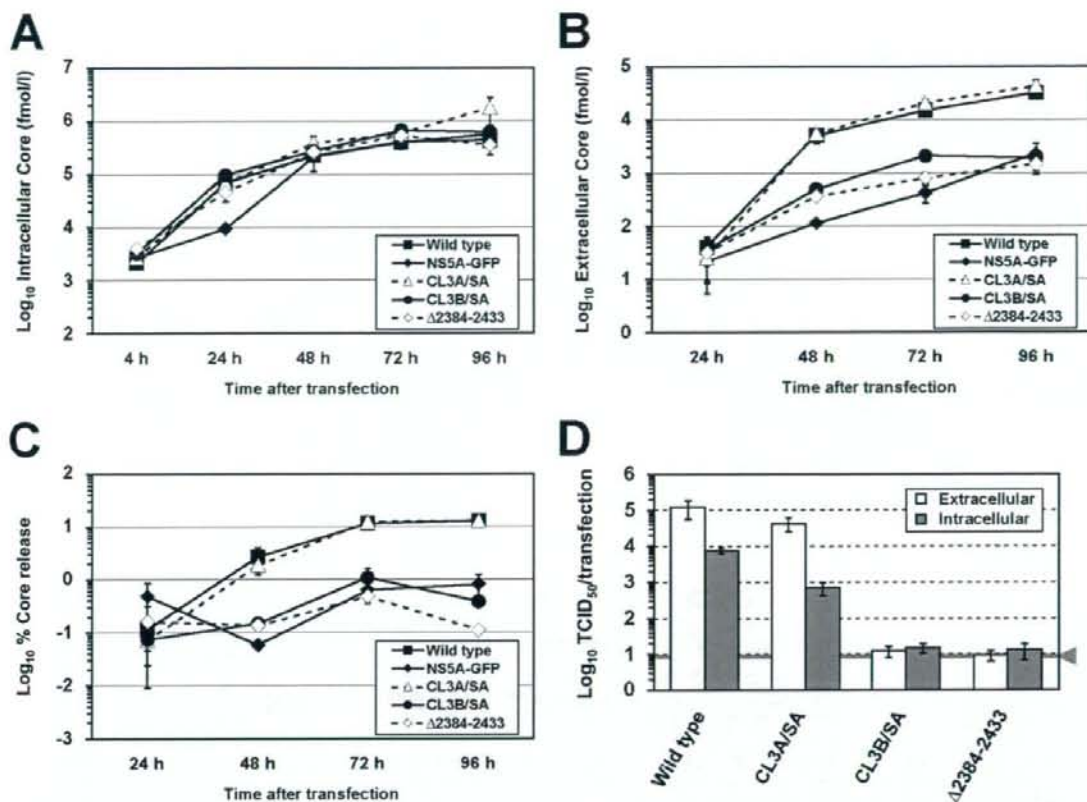 A
Log10 Intracellular Core (fmol/l)
7
6
5
4
3
2
Wild type
NS5A-GFP
CL3A/SA
CL3B/SA
Δ2384-2433
4 h 24 h 48 h 72 h 96 h
Time after transfection
B
Log10 Extracellular Core (fmol/l)
5
4
3
2
1
0
Wild type
NS5A-GFP
CL3A/SA
CL3B/SA
Δ2384-2433
24 h 48 h 72 h 96 h
Time after transfection
C
Log10 % Core release
2
1
0
-1
-2
-3
Wild type
NS5A-GFP
CL3A/SA
CL3B/SA
Δ2384-2433
24 h 48 h 72 h 96 h
Time after transfection
D
Log10 TCID50/transfection
6
5
4
3
2
1
0
Extracellular
Intracellular
Wild type
CL3A/SA
CL3B/SA
Δ2384-2433